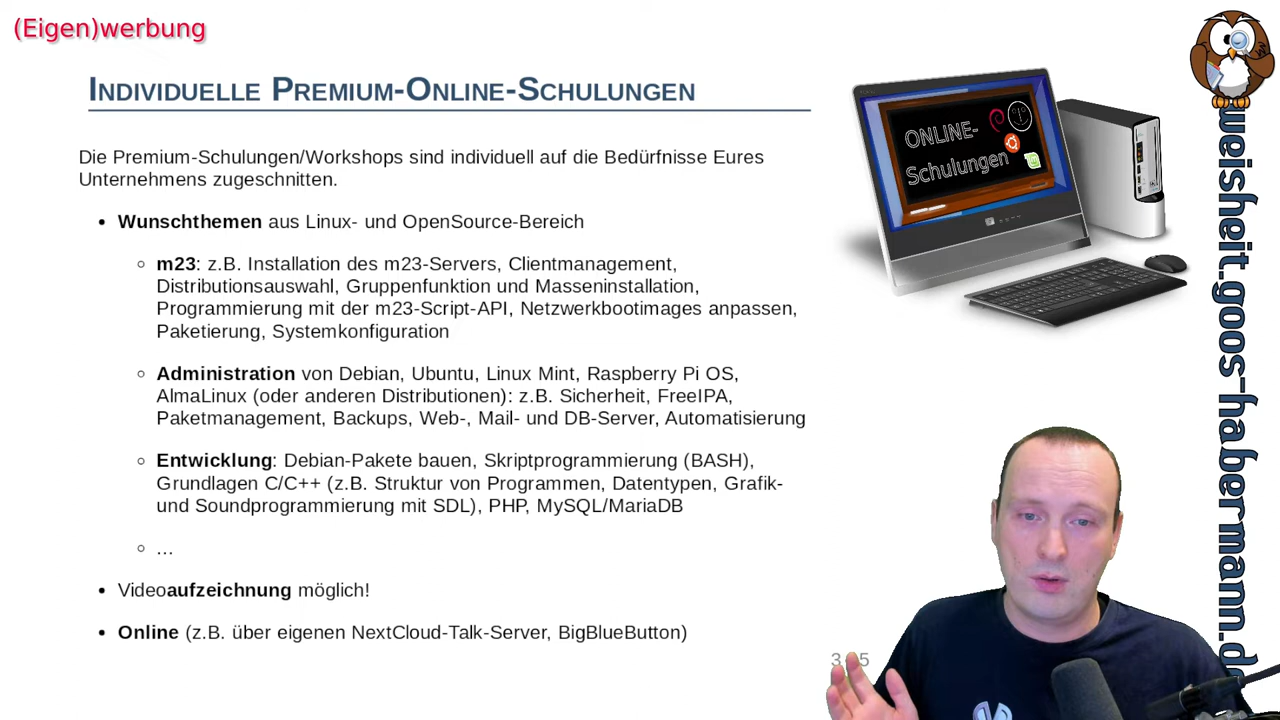 (Eigen)werbung
Individuelle Premium-Online-Schulungen
Die Premium-Schulungen/Workshops sind individuell auf die Bedürfnisse Eures
Unternehmens zugeschnitten.
• Wunschthemen aus Linux- und OpenSource-Bereich
◦ m23: z.B. Installation des m23-Servers, Clientmanagement,
Distributionsauswahl, Gruppenfunktion und Masseninstallation,
Programmierung mit der m23-Script-API, Netzwerkbootimages anpassen,
Paketierung, Systemkonfiguration
◦ Administration von Debian, Ubuntu, Linux Mint, Raspberry Pi OS,
AlmaLinux (oder anderen Distributionen): z.B. Sicherheit, FreeIPA,
Paketmanagement, Backups, Web-, Mail- und DB-Server, Automatisierung
◦ Entwicklung: Debian-Pakete bauen, Skriptprogrammierung (BASH),
Grundlagen C/C++ (z.B. Struktur von Programmen, Datentypen, Grafik-
und Soundprogrammierung mit SDL), PHP, MySQL/MariaDB
◦ ...
• Videoaufzeichnung möglich!
• Online (z.B. über eigenen NextCloud-Talk-Server, BigBlueButton)
ONLINE-
Schulungen
weisheit.goos-habermann.d